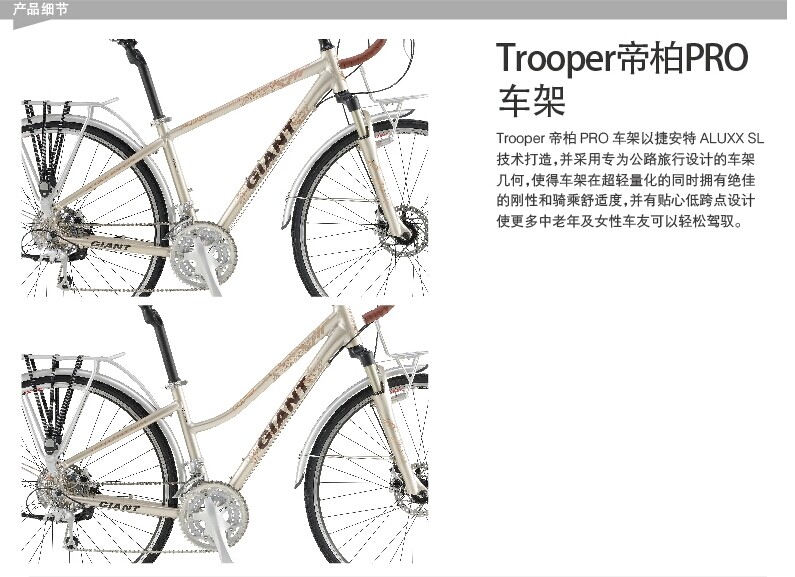 产品细节
Trooper帝柏PRO
车架
Trooper 帝柏 PRO 车架以捷安特 ALUXX SL
技术打造，并采用专为公路旅行设计的车架
几何，使得车架在超轻量化的同时拥有绝佳
的刚性和骑乘舒适度，并有贴心低跨点设计
使更多中老年及女性车友可以轻松驾驭。
GIANT
GIANT
GIANT
GIANT